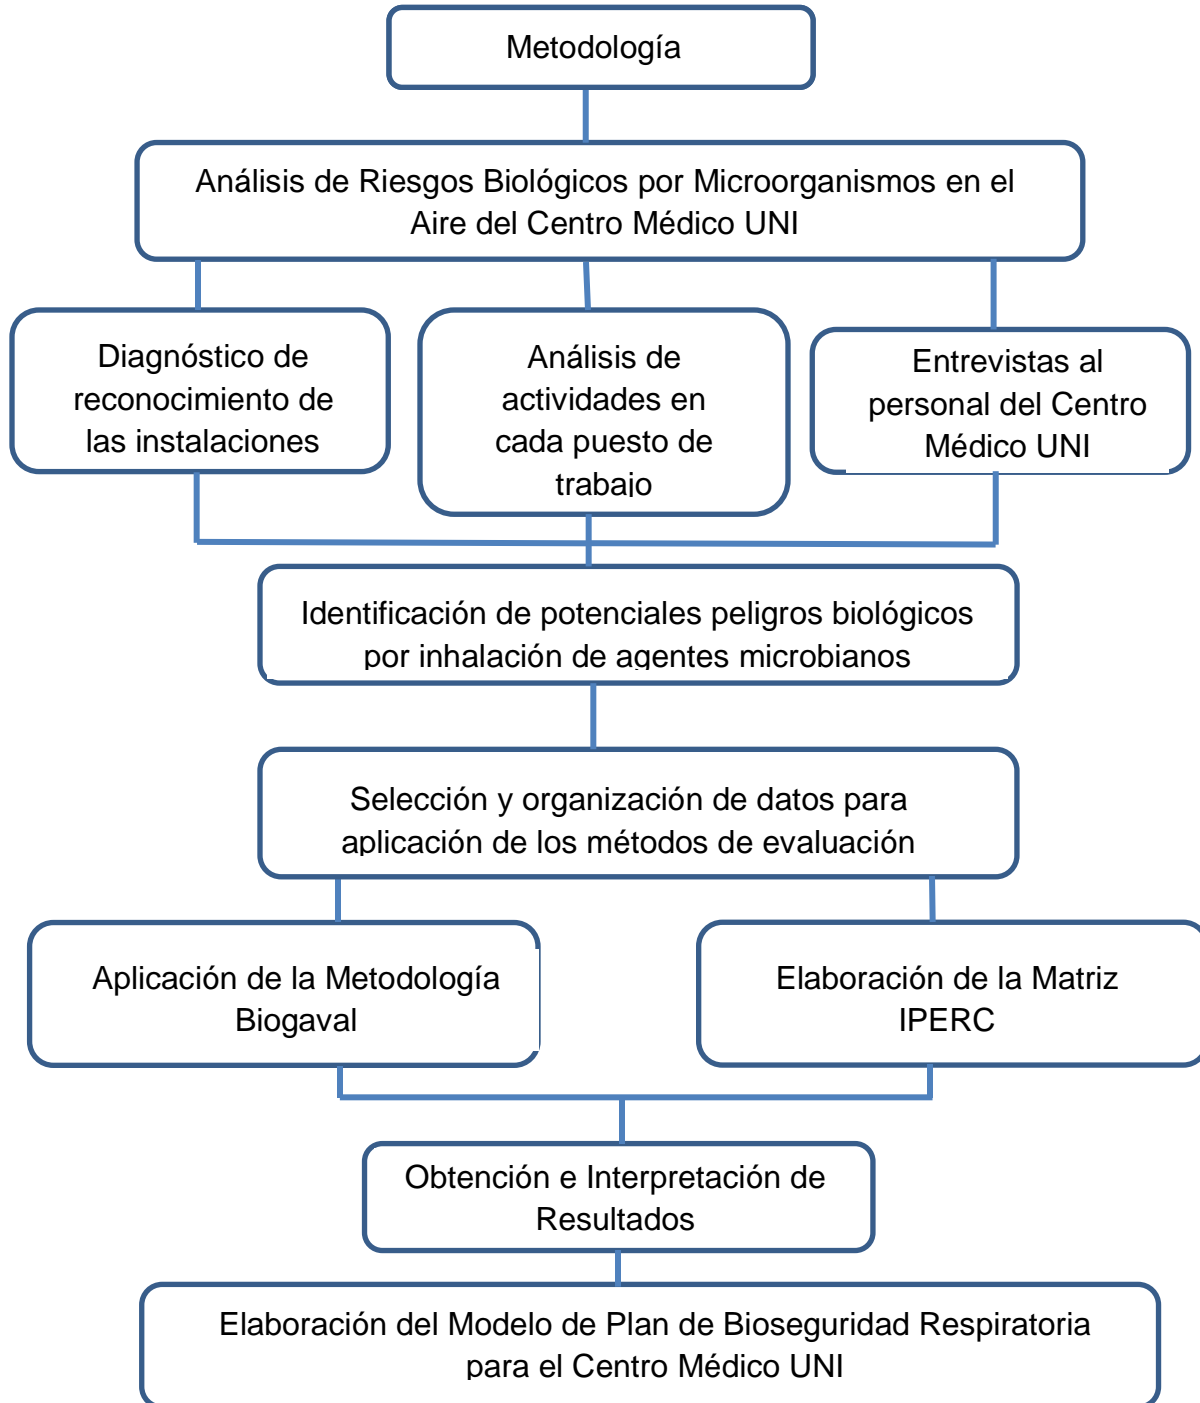 Metodología
Análisis de Riesgos Biológicos por Microorganismos en el
Aire del Centro Médico UNI
Diagnóstico de
reconocimiento de
las instalaciones
Análisis de
actividades en
cada puesto de
trabajo
Entrevistas al
personal del Centro
Médico UNI
Identificación de potenciales peligros biológicos
por inhalación de agentes microbianos
Selección y organización de datos para
aplicación de los métodos de evaluación
Aplicación de la Metodología
Biogaval
Elaboración de la Matriz
IPERC
Obtención e Interpretación de
Resultados
Elaboración del Modelo de Plan de Bioseguridad Respiratoria
para el Centro Médico UNI